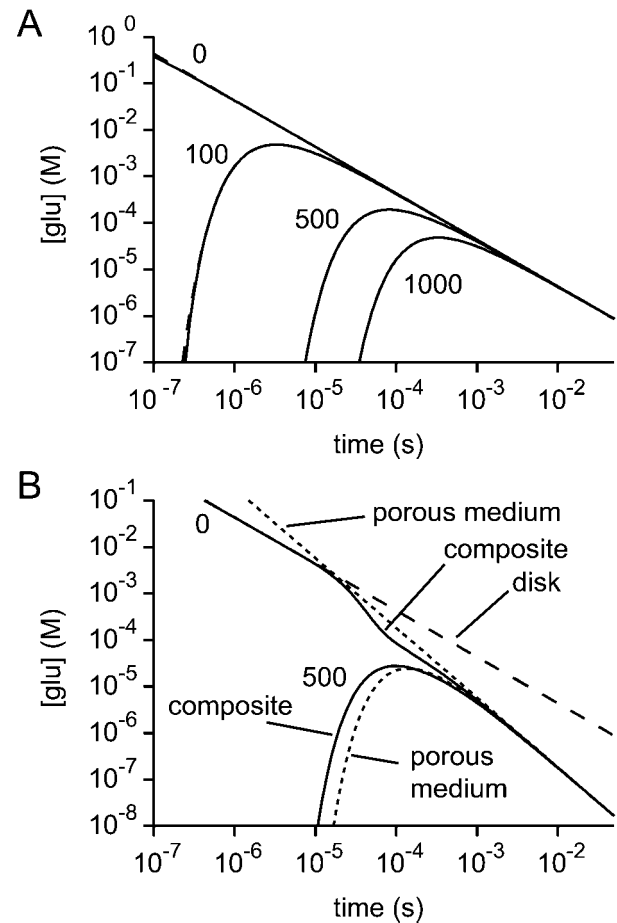 A
[glu] (M)
10^0
10^-1
10^-2
10^-3
10^-4
10^-5
10^-6
10^-7
0
100
500
1000
10^-7
10^-6
10^-5
10^-4
10^-3
10^-2
time (s)
B
[glu] (M)
10^-1
10^-2
10^-3
10^-4
10^-5
10^-6
10^-7
10^-8
0
porous medium
composite
disk
500
composite
porous
medium
10^-7
10^-6
10^-5
10^-4
10^-3
10^-2
time (s)